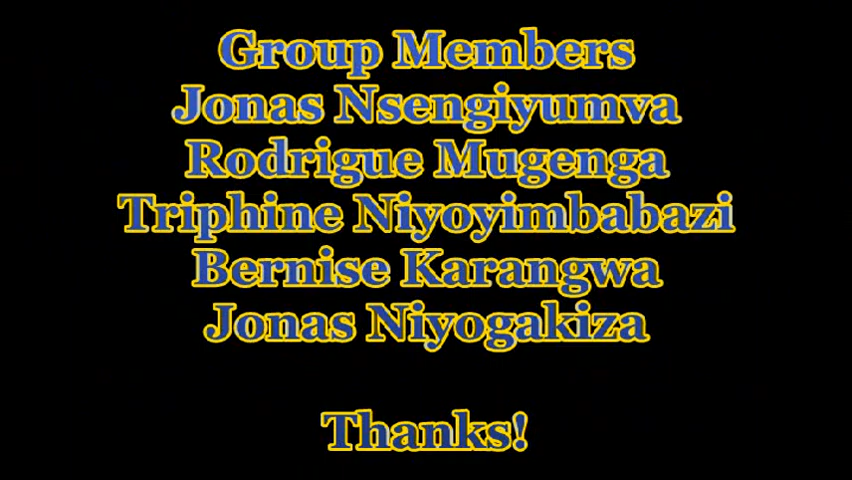 Group Members
Jonas Nsengiyumva
Rodrigue Mugenga
Triphine Niyoyimbabazi
Bernise Karangwa
Jonas Niyogakiza
Thanks!